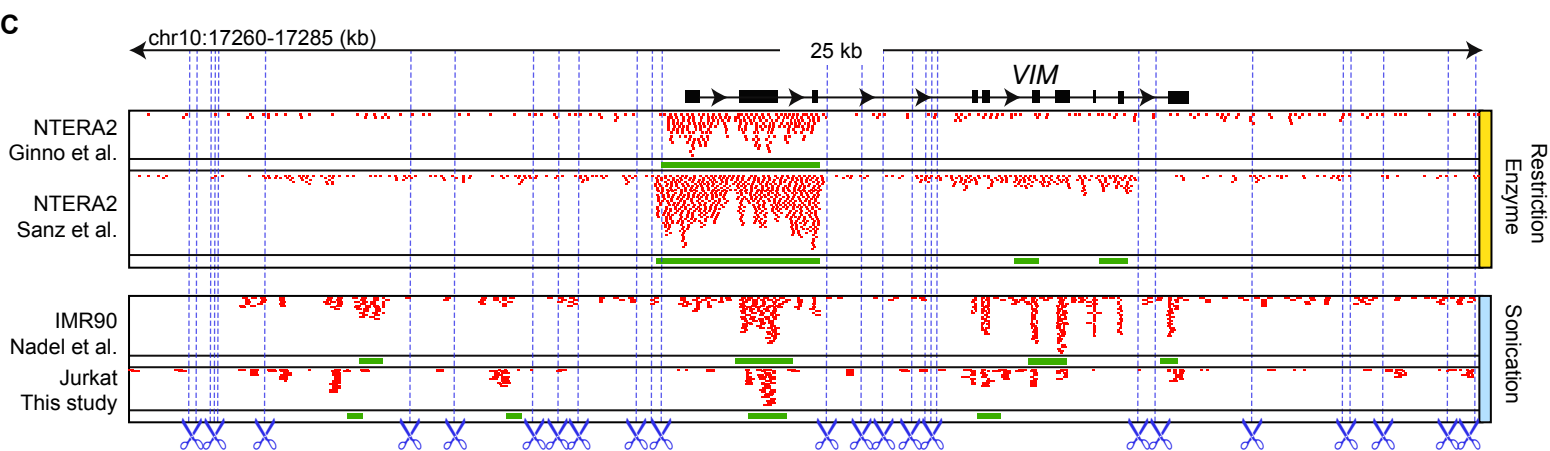 C
chr10:17260-17285 (kb)
25 kb
VIM
NTERA2
Ginno et al.
NTERA2
Sanz et al.
Restriction
Enzyme
IMR90
Nadel et al.
Jurkat
This study
Sonication